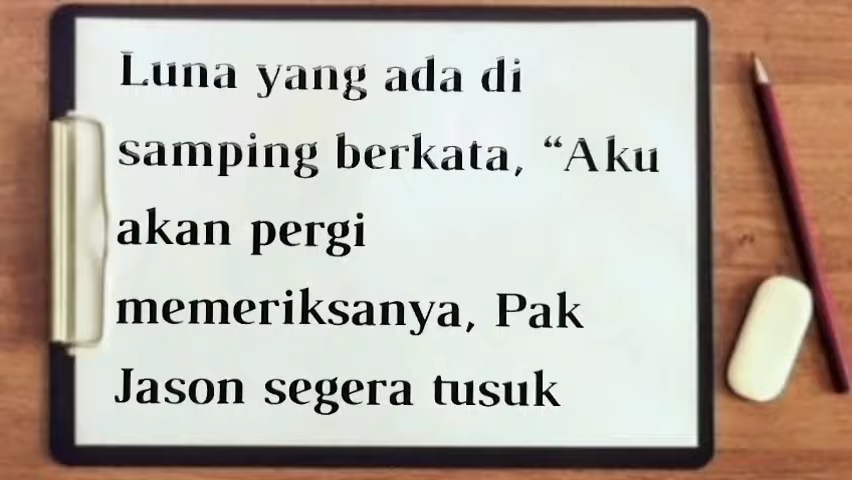 Luna yang ada di
samping berkata, “Aku
akan pergi
memeriksanya, Pak
Jason segera tusuk